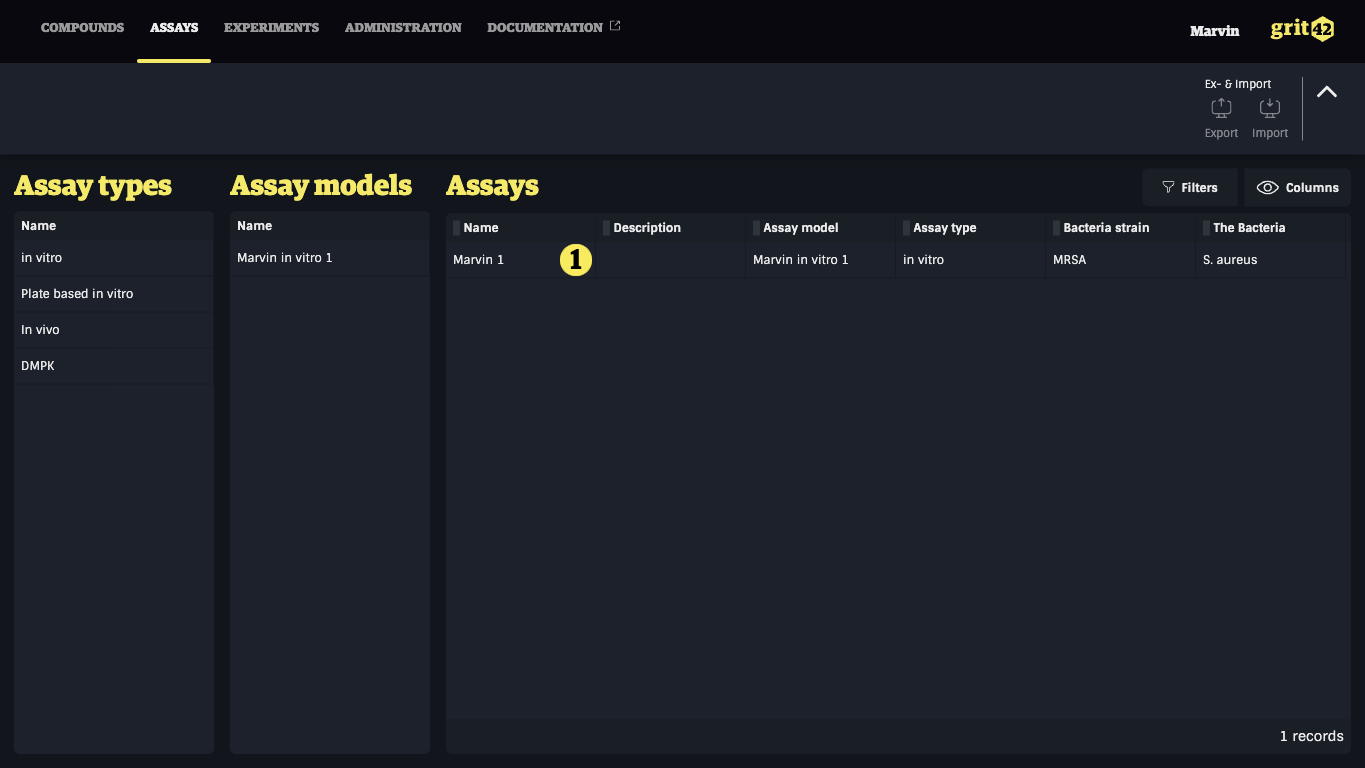 COMPOUNDS ASSAYS EXPERIMENTS ADMINISTRATION DOCUMENTATION Marvin grit42
Ex- & Import
Export Import
Assay types Assay models Assays Filters Columns
Name Name Name Description Assay model Assay type Bacteria strain The Bacteria
in vitro Marvin in vitro 1 Marvin 1 1 Marvin in vitro 1 in vitro MRSA S. aureus
Plate based in vitro
In vivo
DMPK
1 records